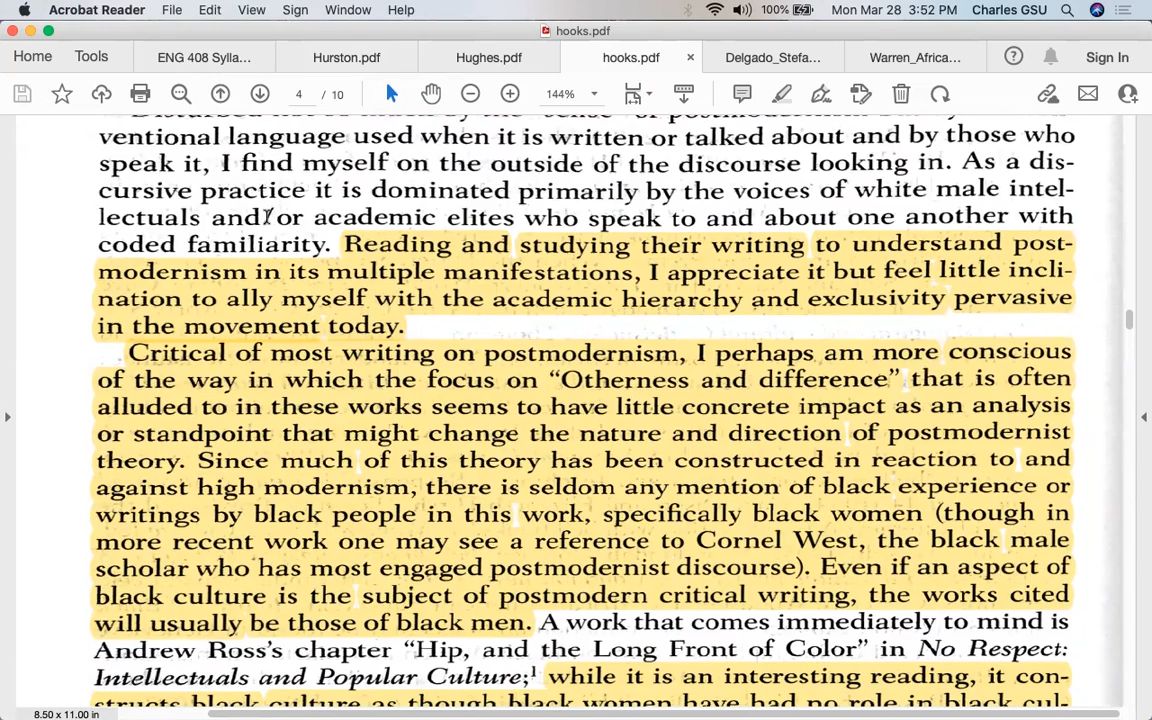 Acrobat Reader File Edit View Sign Window Help 100% Mon Mar 28 3:52 PM Charles GSU
hooks.pdf
Home Tools ENG 408 Sylla... Hurston.pdf Hughes.pdf hooks.pdf × Delgado_Stefa... Warren_Africa... Sign In
4 / 10 144%
ventional language used when it is written or talked about and by those who
speak it, I find myself on the outside of the discourse looking in. As a dis-
cursive practice it is dominated primarily by the voices of white male intel-
lectuals and/or academic elites who speak to and about one another with
coded familiarity. Reading and studying their writing to understand post-
modernism in its multiple manifestations, I appreciate it but feel little incli-
nation to ally myself with the academic hierarchy and exclusivity pervasive
in the movement today.
Critical of most writing on postmodernism, I perhaps am more conscious
of the way in which the focus on “Otherness and difference” that is often
alluded to in these works seems to have little concrete impact as an analysis
or standpoint that might change the nature and direction of postmodernist
theory. Since much of this theory has been constructed in reaction to and
against high modernism, there is seldom any mention of black experience or
writings by black people in this work, specifically black women (though in
more recent work one may see a reference to Cornel West, the black male
scholar who has most engaged postmodernist discourse). Even if an aspect of
black culture is the subject of postmodern critical writing, the works cited
will usually be those of black men. A work that comes immediately to mind is
Andrew Ross’s chapter “Hip, and the Long Front of Color” in No Respect:
Intellectuals and Popular Culture;¹ while it is an interesting reading, it con-
structs black culture as though black women have had no role in black cul-
8.50 x 11.00 in